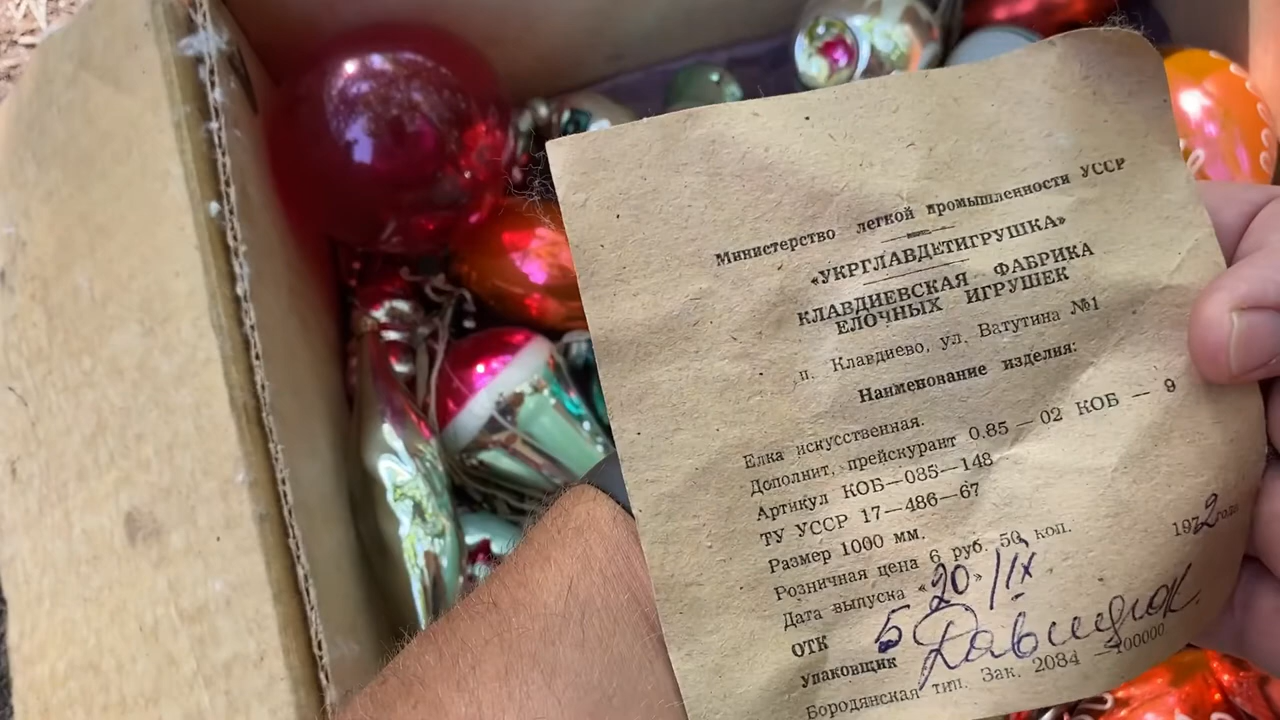 Министерство легкой промышленности УССР
«УКРГЛАВДЕТИГРУШКА»
КЛАВДИЕВСКАЯ ФАБРИКА
ЕЛОЧНЫХ ИГРУШЕК
п. Клавдиево, ул. Ватутина №1
Наименование изделия:
Елка искусственная.
Дополнит. прейскурант 0.85 — 02 КОБ — 9
Артикул КОБ—085—148
ТУ УССР 17—486—67
Размер 1000 мм.
Розничная цена 6 руб. 50 коп.
Дата выпуска «20» IX 1972 года
ОТК 5
Упаковщик Давидюк
Бородянская тип. Зак. 2084 —100000